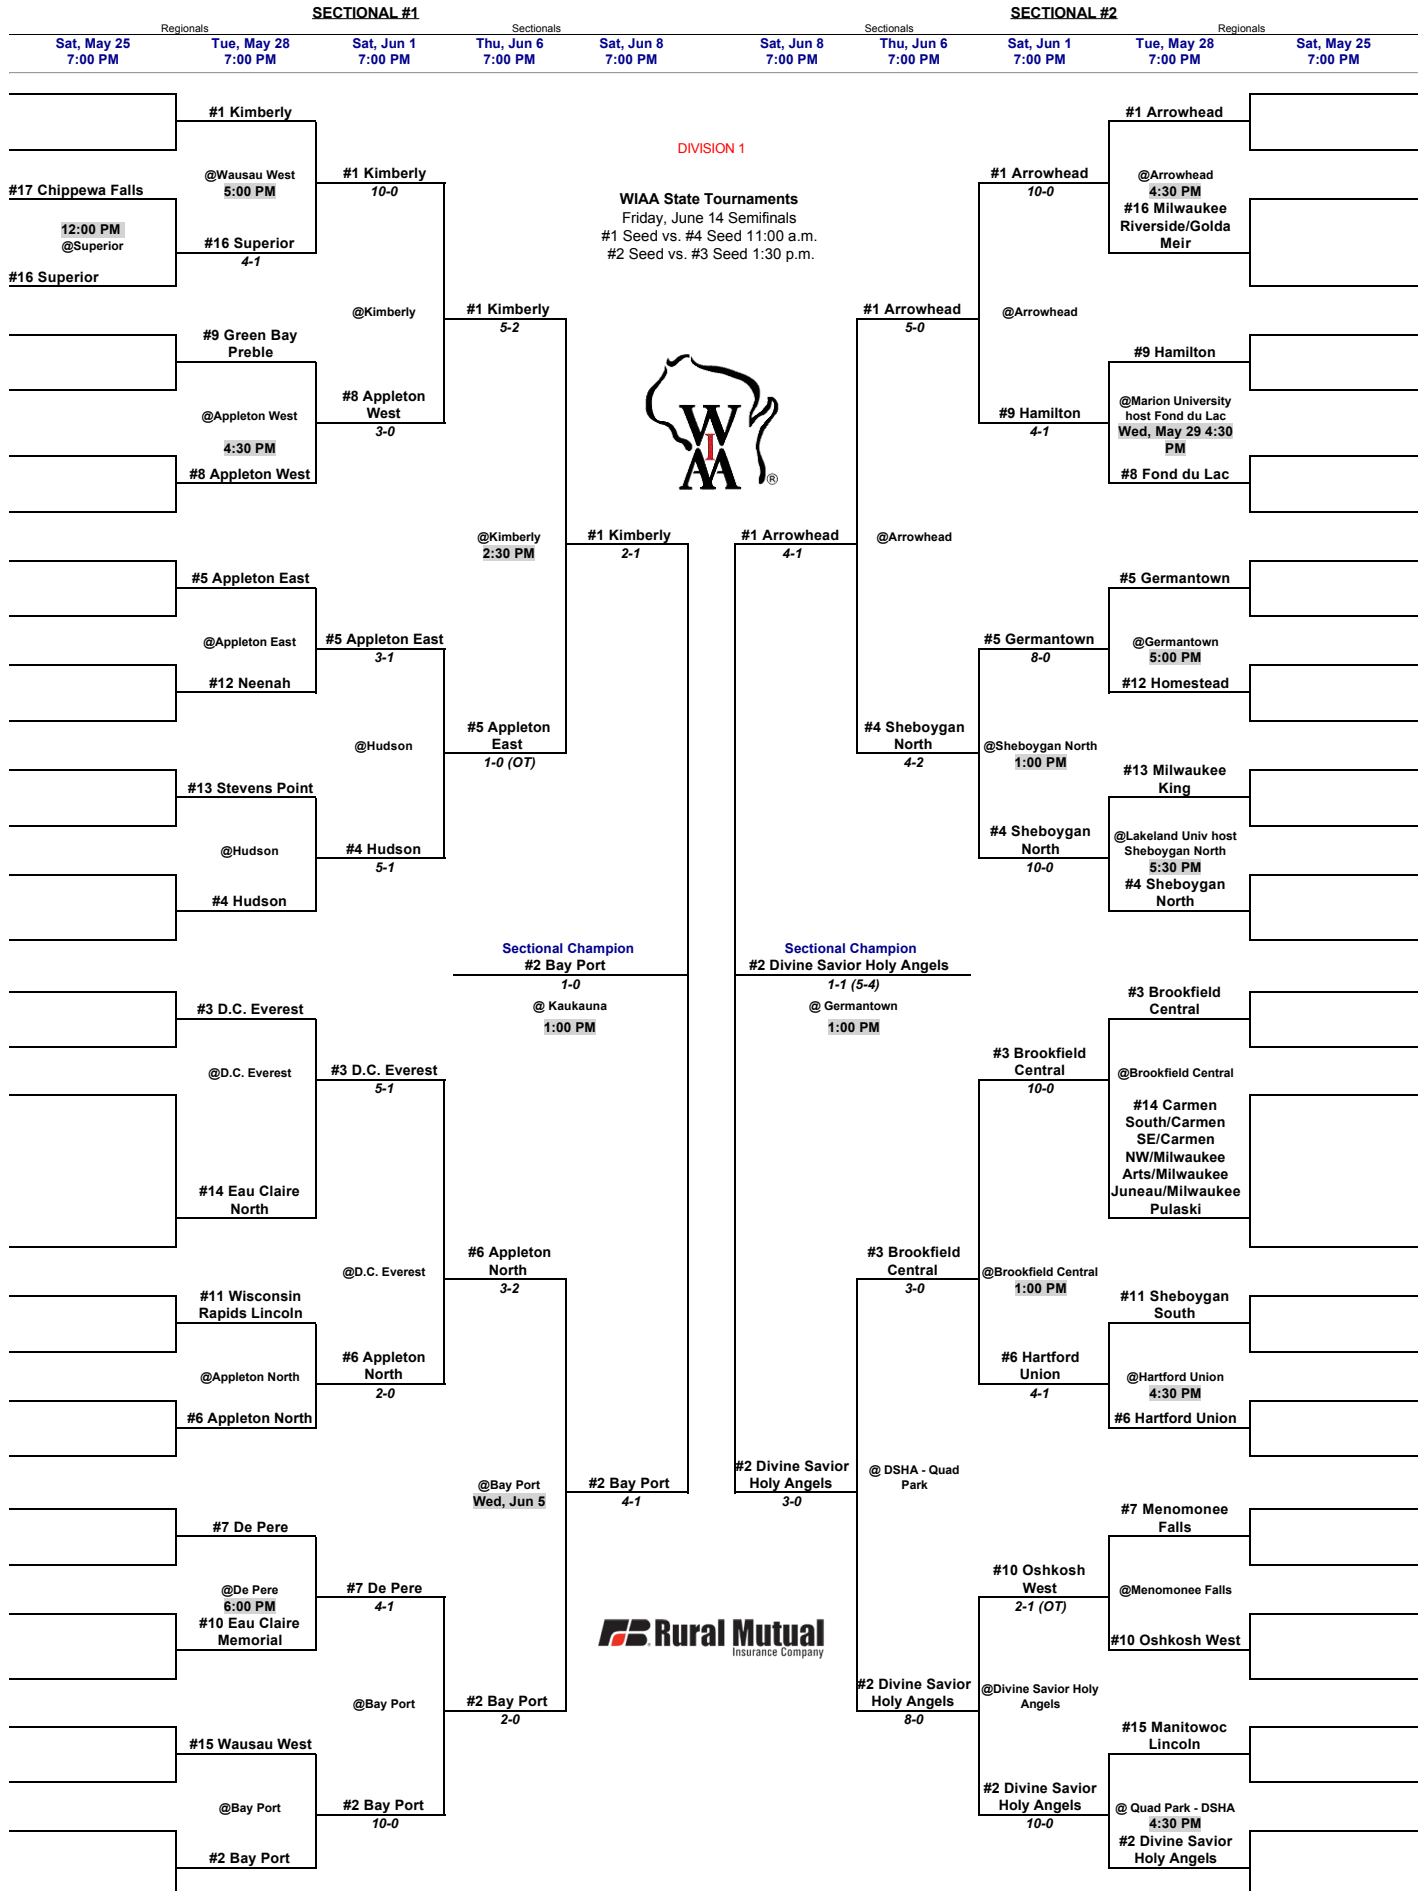 SECTIONAL #1
SECTIONAL #2
Regionals
Sectionals
Sectionals
Regionals
Sat, May 25
7:00 PM
Tue, May 28
7:00 PM
Sat, Jun 1
7:00 PM
Thu, Jun 6
7:00 PM
Sat, Jun 8
7:00 PM
Sat, Jun 8
7:00 PM
Thu, Jun 6
7:00 PM
Sat, Jun 1
7:00 PM
Tue, May 28
7:00 PM
Sat, May 25
7:00 PM
#17 Chippewa Falls
12:00 PM
@Superior
#16 Superior
#1 Kimberly
@Wausau West
5:00 PM
#16 Superior
4-1
#9 Green Bay
Preble
@Appleton West
4:30 PM
#8 Appleton West
#5 Appleton East
@Appleton East
#12 Neenah
#13 Stevens Point
@Hudson
#4 Hudson
#3 D.C. Everest
@D.C. Everest
#14 Eau Claire
North
#11 Wisconsin
Rapids Lincoln
@Appleton North
#6 Appleton North
#7 De Pere
@De Pere
6:00 PM
#10 Eau Claire
Memorial
#15 Wausau West
@Bay Port
#2 Bay Port
#1 Kimberly
10-0
@Kimberly
#8 Appleton
West
3-0
#5 Appleton East
3-1
@Hudson
#4 Hudson
5-1
#3 D.C. Everest
5-1
@D.C. Everest
#6 Appleton
North
2-0
#7 De Pere
4-1
@Bay Port
#2 Bay Port
10-0
#1 Kimberly
5-2
@Kimberly
2:30 PM
#5 Appleton
East
1-0 (OT)
#6 Appleton
North
3-2
@Bay Port
Wed, Jun 5
#2 Bay Port
2-0
#1 Kimberly
2-1
Sectional Champion
#2 Bay Port
1-0
@ Kaukauna
1:00 PM
#2 Bay Port
4-1
DIVISION 1
WIAA State Tournaments
Friday, June 14 Semifinals
#1 Seed vs. #4 Seed 11:00 a.m.
#2 Seed vs. #3 Seed 1:30 p.m.
W
I
AA
®
Rural Mutual
Insurance Company
#1 Arrowhead
4-1
Sectional Champion
#2 Divine Savior Holy Angels
1-1 (5-4)
@ Germantown
1:00 PM
#2 Divine Savior
Holy Angels
3-0
#1 Arrowhead
5-0
@Arrowhead
#4 Sheboygan
North
4-2
#3 Brookfield
Central
3-0
@ DSHA - Quad
Park
#2 Divine Savior
Holy Angels
8-0
#1 Arrowhead
10-0
@Arrowhead
#9 Hamilton
4-1
#5 Germantown
8-0
@Sheboygan North
1:00 PM
#4 Sheboygan
North
10-0
#3 Brookfield
Central
10-0
@Brookfield Central
1:00 PM
#6 Hartford
Union
4-1
#10 Oshkosh
West
2-1 (OT)
@Divine Savior Holy
Angels
#2 Divine Savior
Holy Angels
10-0
#1 Arrowhead
@Arrowhead
4:30 PM
#16 Milwaukee
Riverside/Golda
Meir
#9 Hamilton
@Marion University
host Fond du Lac
Wed, May 29 4:30
PM
#8 Fond du Lac
#5 Germantown
@Germantown
5:00 PM
#12 Homestead
#13 Milwaukee
King
@Lakeland Univ host
Sheboygan North
5:30 PM
#4 Sheboygan
North
#3 Brookfield
Central
@Brookfield Central
#14 Carmen
South/Carmen
SE/Carmen
NW/Milwaukee
Arts/Milwaukee
Juneau/Milwaukee
Pulaski
#11 Sheboygan
South
@Hartford Union
4:30 PM
#6 Hartford Union
#7 Menomonee
Falls
@Menomonee Falls
#10 Oshkosh West
#15 Manitowoc
Lincoln
@ Quad Park - DSHA
4:30 PM
#2 Divine Savior
Holy Angels